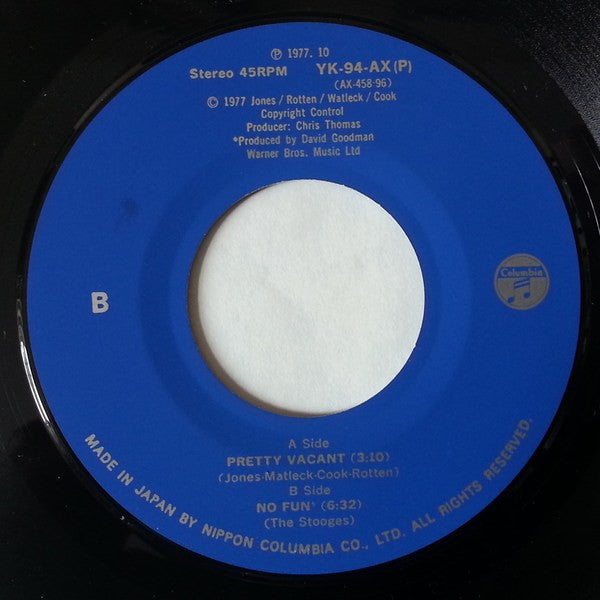 Ⓟ 1977. 10
Stereo 45RPM YK-94-AX(P)
(AX-458-96)
© 1977 Jones/Rotten/Watleck/Cook
Copyright Control
Producer: Chris Thomas
*Produced by David Goodman
Warner Bros. Music Ltd
Columbia
B
A Side
PRETTY VACANT (3:10)
(Jones-Matleck-Cook-Rotten)
B Side
NO FUN* (6:32)
(The Stooges)
MADE IN JAPAN BY NIPPON COLUMBIA CO., LTD. ALL RIGHTS RESERVED.